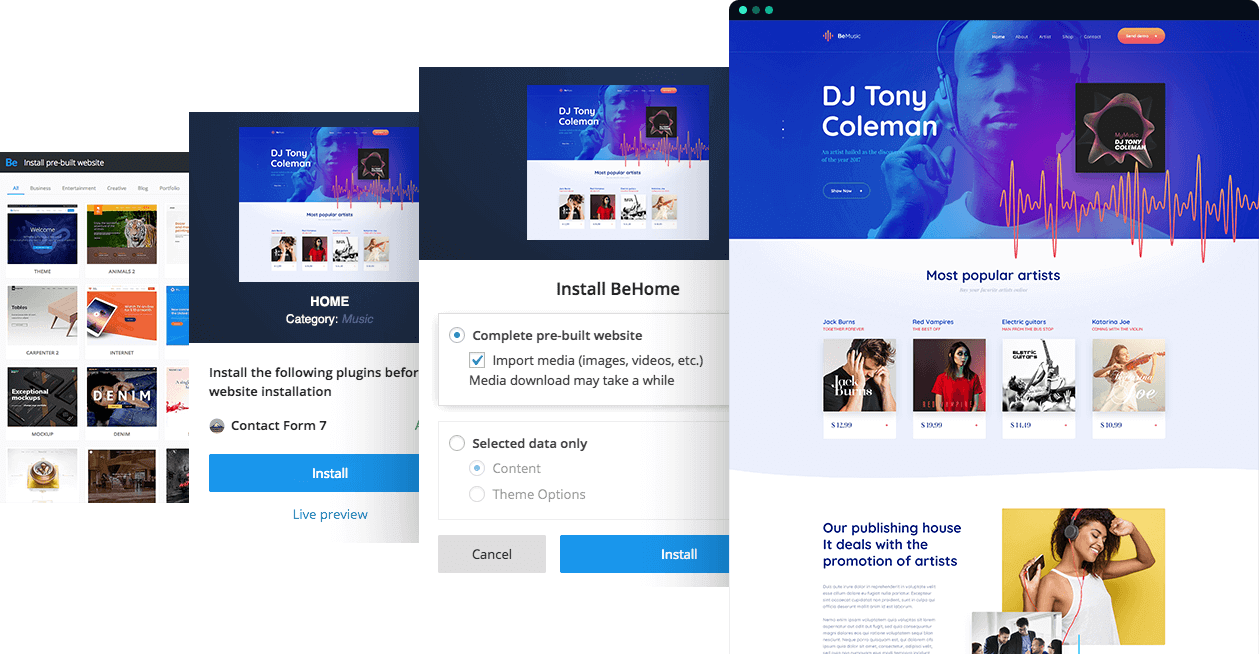 Be Install pre-built website
All Business Entertainment Creative Blog Portfolio
Welcome
THEME
ANIMALS 2
Tables
CARPENTER 2
INTERNET
Exceptional
mockups
DENIM
MOCKUP
DENIM
DJ Tony
Coleman
Most popular artists
HOME
Category: Music
Install the following plugins befor
website installation
Contact Form 7
Install
Live preview
DJ Tony
Coleman
Most popular artists
Install BeHome
Complete pre-built website
Import media (images, videos, etc.)
Media download may take a while
Selected data only
Content
Theme Options
Cancel
Install
BeMusic
Home About Artist Shop Contact
Send demo
DJ Tony
Coleman
An artist hailed as the discovery
of the year 2017
Show Now
MyMusic
DJ TONY
COLEMAN
Most popular artists
Buy your favorite artists online
Jack Burns
TOGETHER FOREVER
Jack
Burns
$ 12,99
Red Vampires
THE BEST OFF
RED VAMPIRES
$ 19,99
Electric guitars
MAN FROM THE BUS STOP
ELECTRIC
GUITARS
$ 14,49
Katarina Joe
COMING WITH THE VIOLIN
Katarina
Joe
$ 10,99
Our publishing house
It deals with the
promotion of artists